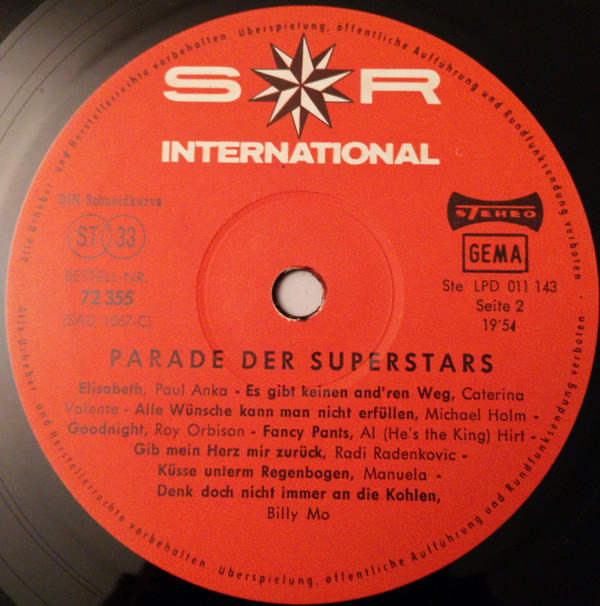 Alle Urheber- und Herstellerrechte vorbehalten. Überspielung, öffentliche Aufführung und Rundfunksendung verboten.
S R
INTERNATIONAL
DIN Schneidkurve
ST 33
BESTELL-NR.
72 355
(SAD 1067-C)
STEREO
GEMA
Ste LPD 011 143
Seite 2
19'54
PARADE DER SUPERSTARS
Elisabeth, Paul Anka - Es gibt keinen and'ren Weg, Caterina
Valente - Alle Wünsche kann man nicht erfüllen, Michael Holm -
Goodnight, Roy Orbison - Fancy Pants, Al (He's the King) Hirt -
Gib mein Herz mir zurück, Radi Radenkovic -
Küsse unterm Regenbogen, Manuela -
Denk doch nicht immer an die Kohlen,
Billy Mo
Alle Urheber und Herstellerrechte vorbehalten. Überspielung, öffentliche Aufführung und Rundfunksendung verboten.